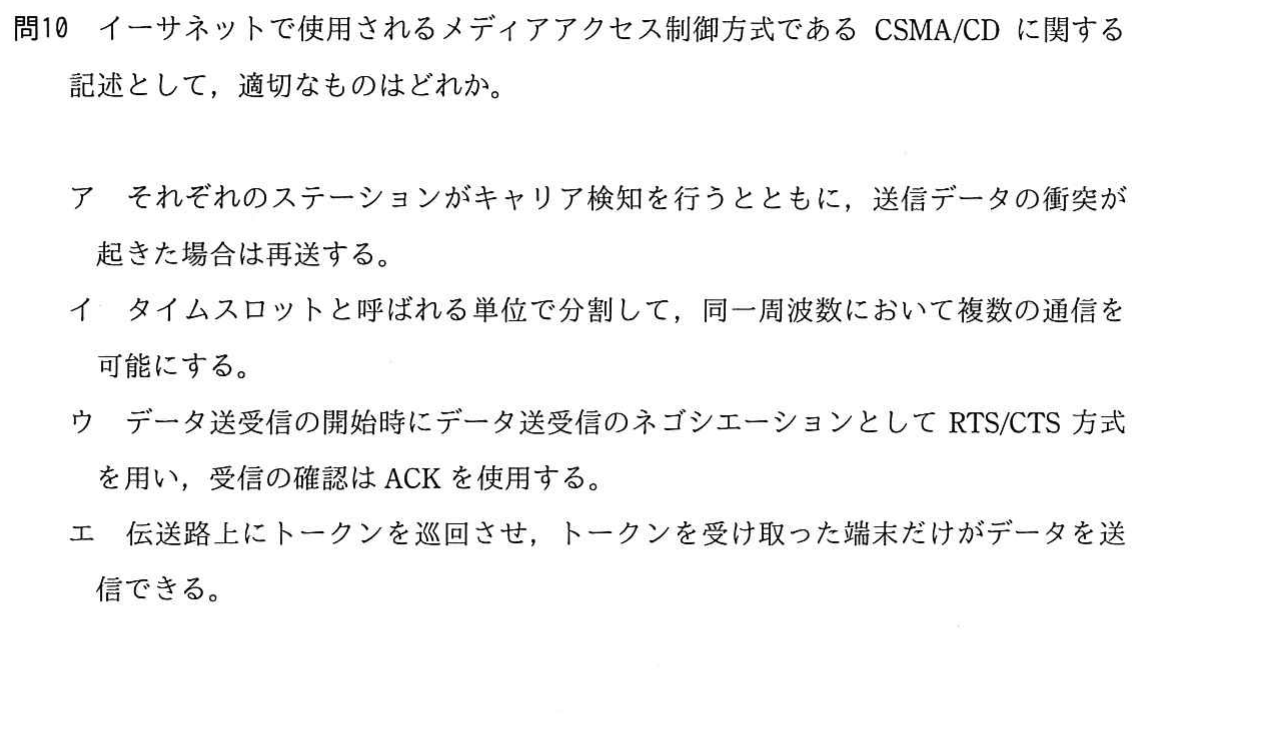 問10 イーサネットで使用されるメディアアクセス制御方式である CSMA/CD に関する
記述として，適切なものはどれか。
ア それぞれのステーションがキャリア検知を行うとともに，送信データの衝突が
起きた場合は再送する。
イ タイムスロットと呼ばれる単位で分割して，同一周波数において複数の通信を
可能にする。
ウ データ送受信の開始時にデータ送受信のネゴシエーションとして RTS/CTS 方式
を用い，受信の確認は ACK を使用する。
エ 伝送路上にトークンを巡回させ，トークンを受け取った端末だけがデータを送
信できる。